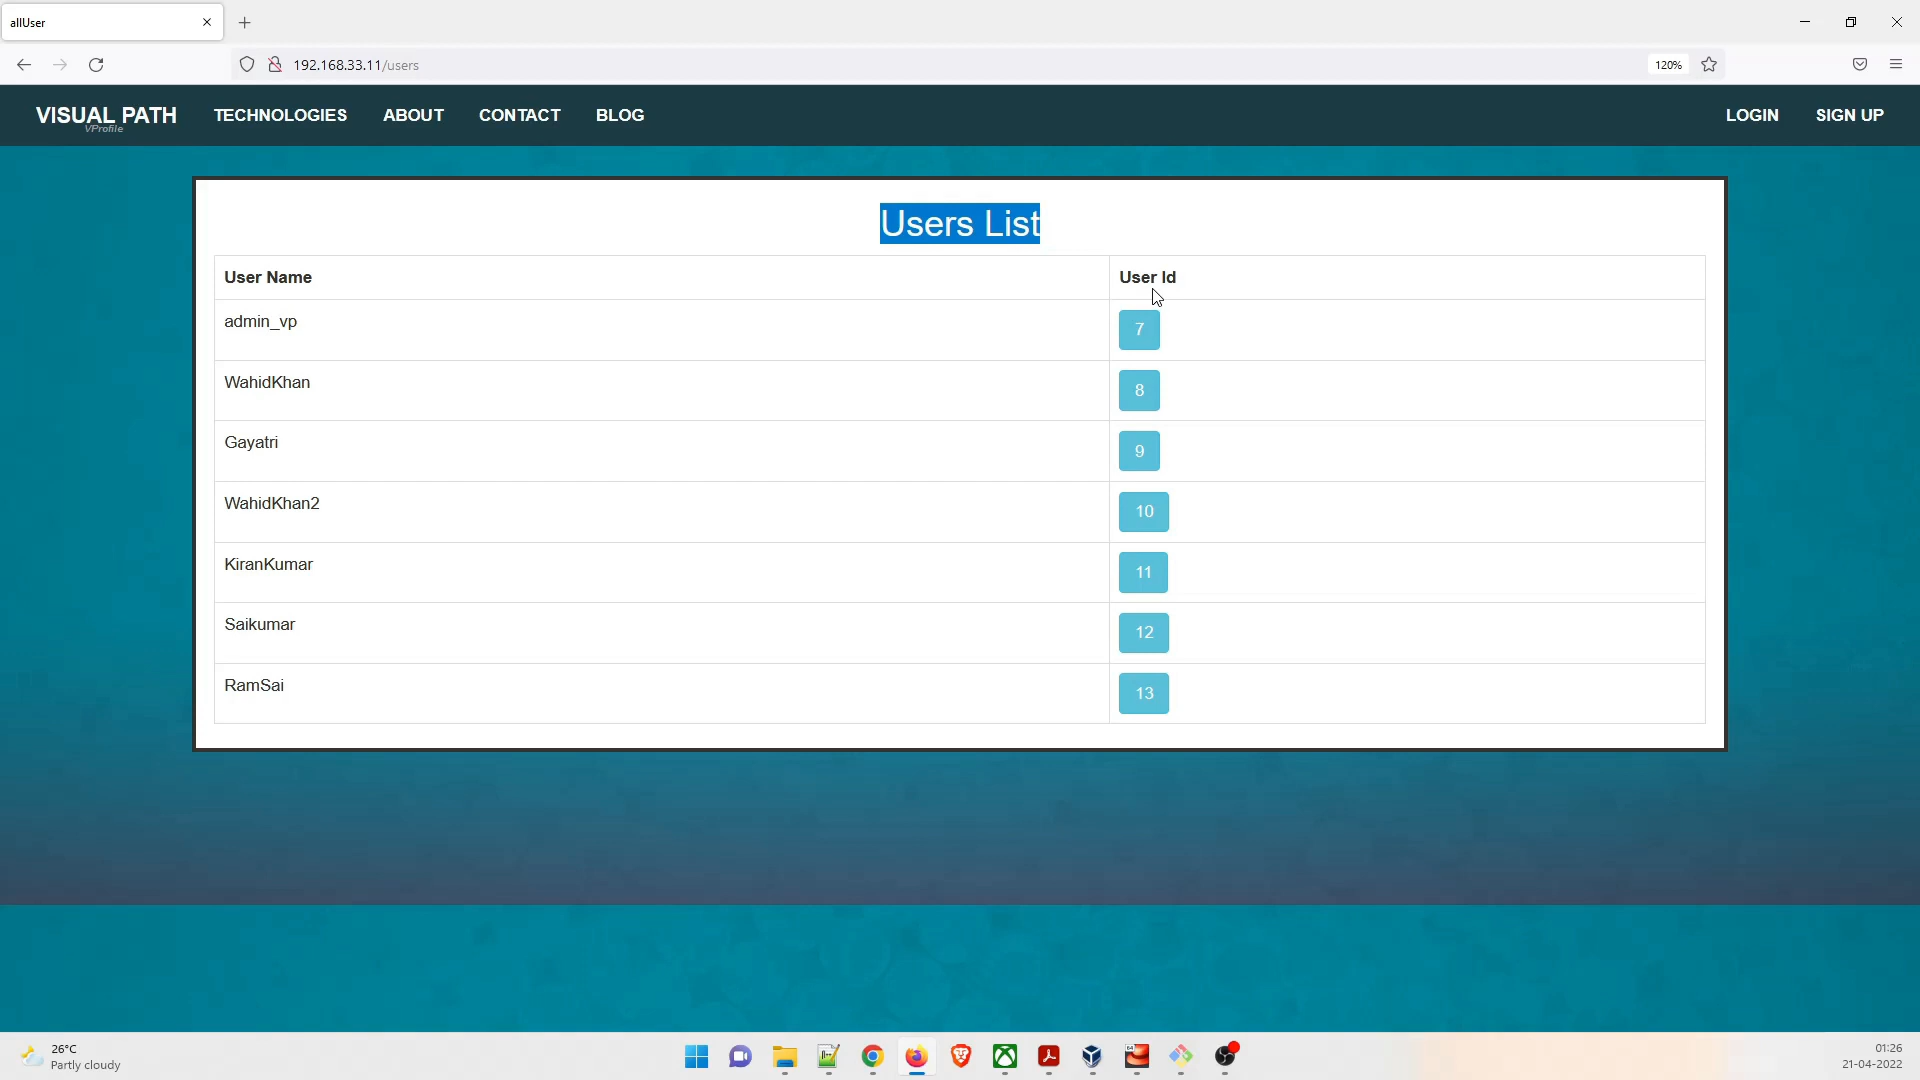 allUser
192.168.33.11/users
120%
VISUAL PATH
VProfile
TECHNOLOGIES
ABOUT
CONTACT
BLOG
LOGIN
SIGN UP
Users List
User Name
User Id
admin_vp
7
WahidKhan
8
Gayatri
9
WahidKhan2
10
KiranKumar
11
Saikumar
12
RamSai
13
26°C
Partly cloudy
64
01:26
21-04-2022